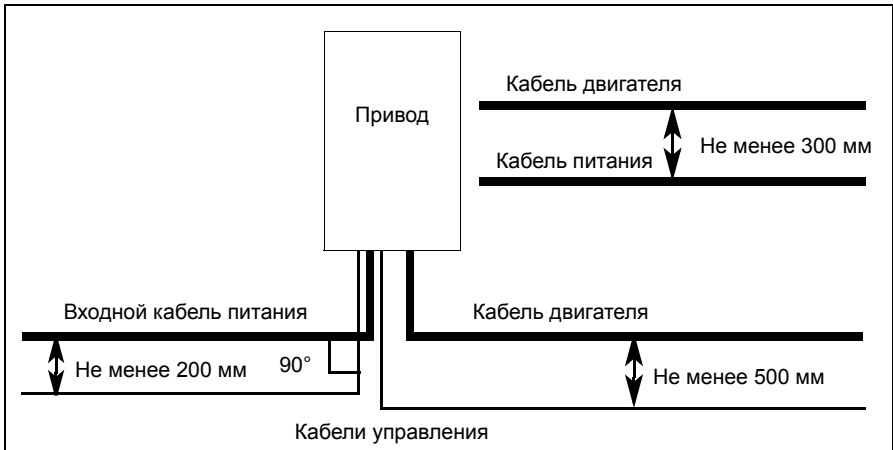 Привод
Кабель двигателя
Не менее 300 мм
Кабель питания
Входной кабель питания
Кабель двигателя
Не менее 200 мм
90°
Не менее 500 мм
Кабели управления